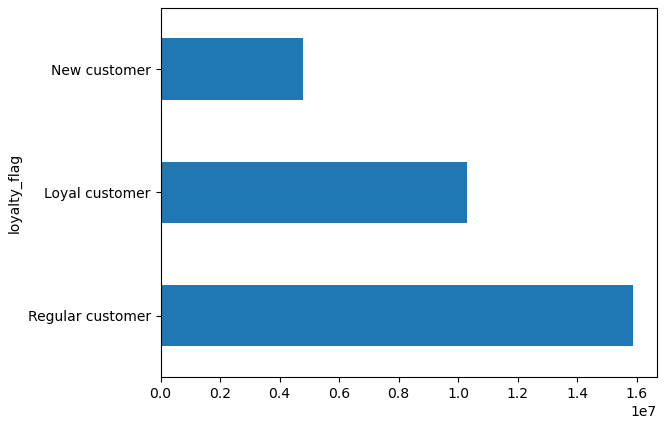 New customer
Loyal customer
Regular customer
loyalty_flag
0.0 0.2 0.4 0.6 0.8 1.0 1.2 1.4 1.6
1e7